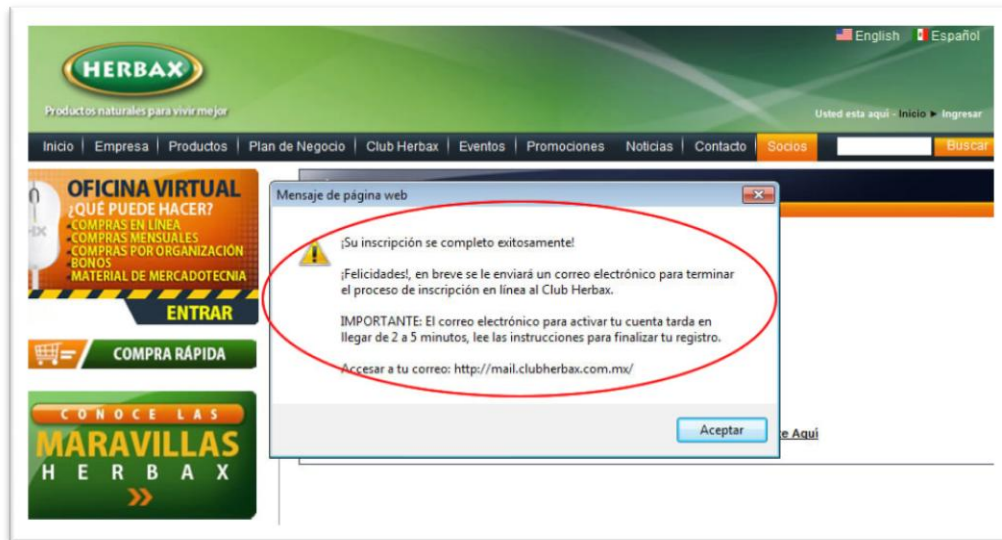 English Español
HERBAX
Productos naturales para vivir mejor
Usted esta aquí - Inicio ► Ingresar
Inicio | Empresa | Productos | Plan de Negocio | Club Herbax | Eventos | Promociones Noticias | Contacto Socios Buscar
OFICINA VIRTUAL
¿QUÉ PUEDE HACER?
COMPRAS EN LÍNEA
COMPRAS MENSUALES
COMPRAS POR ORGANIZACIÓN
BONOS
MATERIAL DE MERCADOTECNIA
ENTRAR
COMPRA RÁPIDA
CONOCE LAS
MARAVILLAS
HERBAX
Mensaje de página web
¡Su inscripción se completo exitosamente!
¡Felicidades!, en breve se le enviará un correo electrónico para terminar
el proceso de inscripción en línea al Club Herbax.
IMPORTANTE: El correo electrónico para activar tu cuenta tarda en
llegar de 2 a 5 minutos, lee las instrucciones para finalizar tu registro.
Accesar a tu correo: http://mail.clubherbax.com.mx/
Aceptar
e Aquí